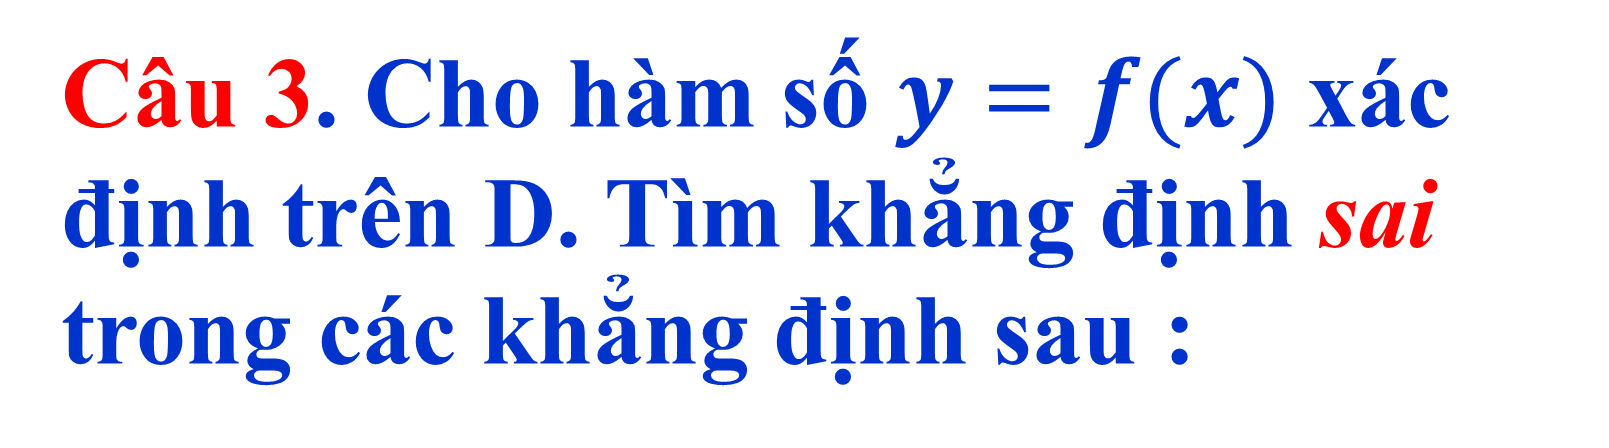 Câu 3. Cho hàm số y = f(x) xác
định trên D. Tìm khẳng định sai
trong các khẳng định sau :